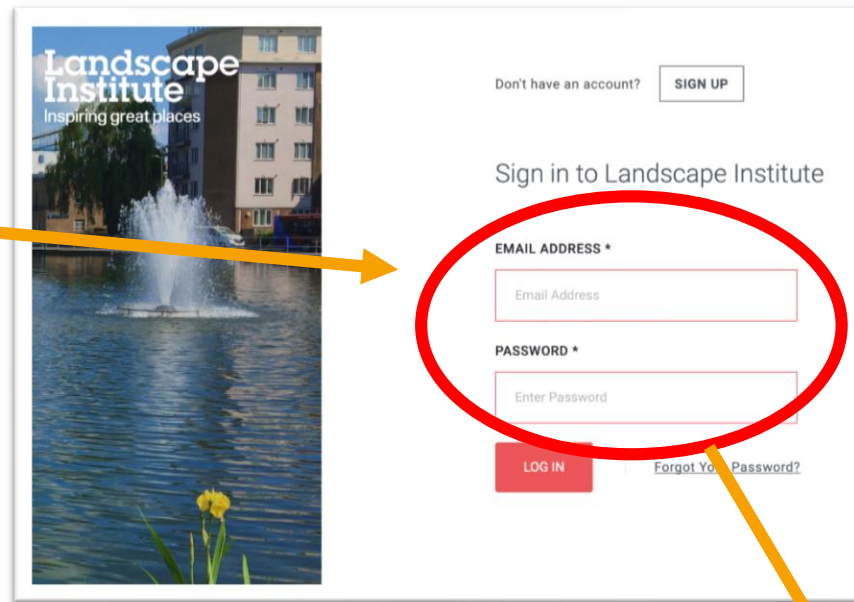 Landscape
Institute
Inspiring great places
Don't have an account?
SIGN UP
Sign in to Landscape Institute
EMAIL ADDRESS *
Email Address
PASSWORD *
Enter Password
LOG IN
Forgot Your Password?